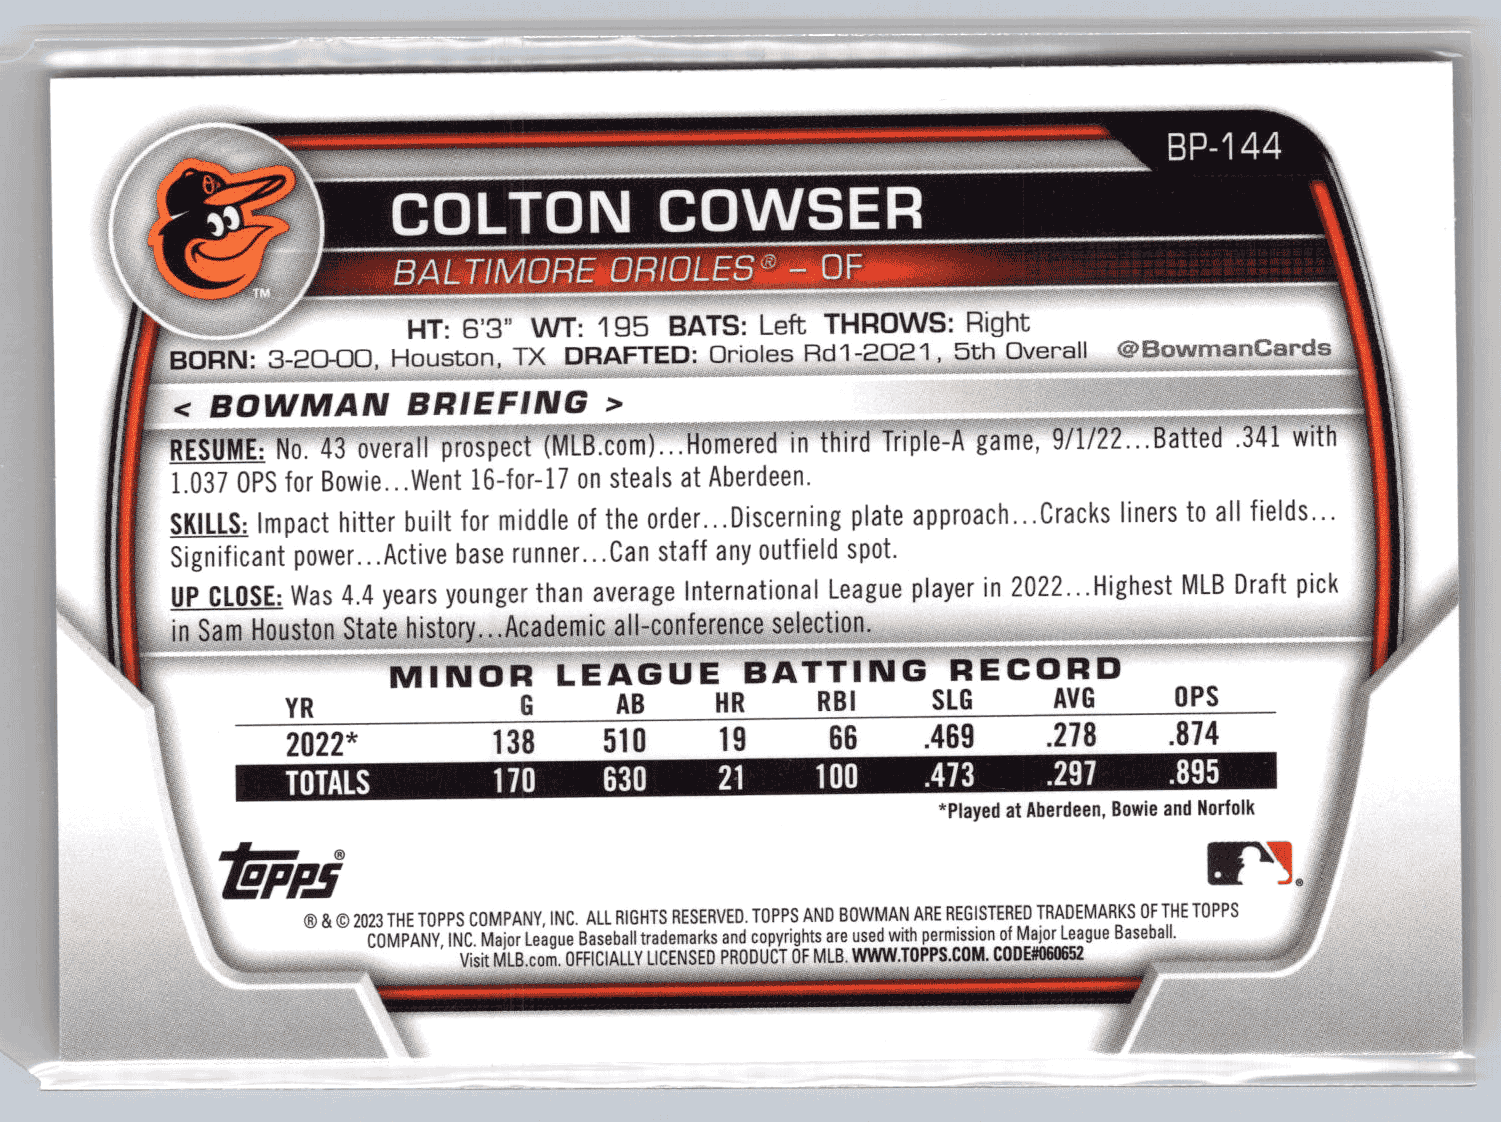 BP-144
COLTON COWSER
BALTIMORE ORIOLES® – OF
TM
HT: 6'3" WT: 195 BATS: Left THROWS: Right
BORN: 3-20-00, Houston, TX DRAFTED: Orioles Rd1-2021, 5th Overall @BowmanCards
< BOWMAN BRIEFING >
RESUME: No. 43 overall prospect (MLB.com)...Homered in third Triple-A game, 9/1/22...Batted .341 with
1.037 OPS for Bowie...Went 16-for-17 on steals at Aberdeen.
SKILLS: Impact hitter built for middle of the order...Discerning plate approach...Cracks liners to all fields...
Significant power...Active base runner...Can staff any outfield spot.
UP CLOSE: Was 4.4 years younger than average International League player in 2022...Highest MLB Draft pick
in Sam Houston State history...Academic all-conference selection.
MINOR LEAGUE BATTING RECORD
YR G AB HR RBI SLG AVG OPS
2022* 138 510 19 66 .469 .278 .874
TOTALS 170 630 21 100 .473 .297 .895
*Played at Aberdeen, Bowie and Norfolk
Topps®
® & © 2023 THE TOPPS COMPANY, INC. ALL RIGHTS RESERVED. TOPPS AND BOWMAN ARE REGISTERED TRADEMARKS OF THE TOPPS
COMPANY, INC. Major League Baseball trademarks and copyrights are used with permission of Major League Baseball.
Visit MLB.com. OFFICIALLY LICENSED PRODUCT OF MLB. WWW.TOPPS.COM. CODE#060652